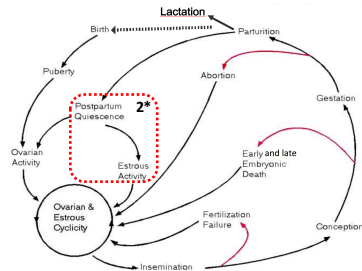 Lactation
Birth
Parturition
Puberty
Abortion
Postpartum
Quiescence
2*
Gestation
Ovarian
Activity
Estrous
Activity
Early and late
Embryonic
Death
Ovarian &
Estrous
Cyclicity
Fertilization
Failure
Conception
Insemination